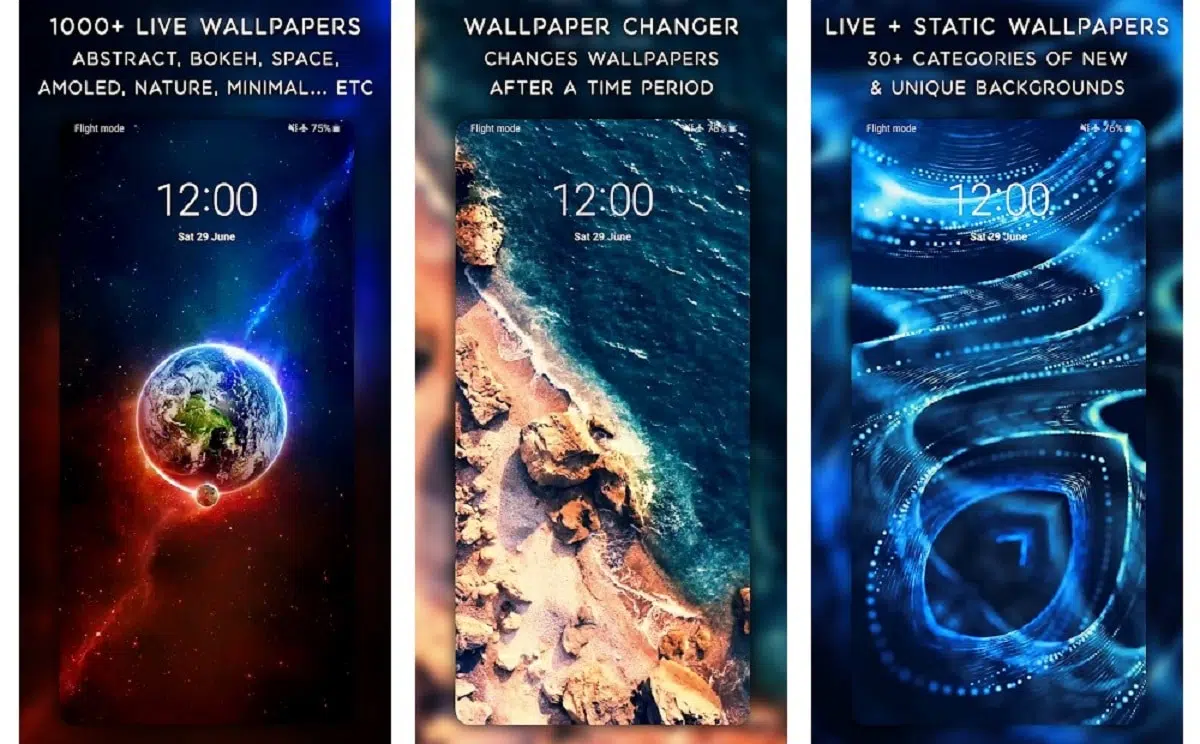 1000+ LIVE WALLPAPERS
ABSTRACT, BOKEH, SPACE,
AMOLED, NATURE, MINIMAL... ETC
Flight mode
75%
12:00
Sat 29 June
WALLPAPER CHANGER
CHANGES WALLPAPERS
AFTER A TIME PERIOD
Flight mode
12:00
Sat 29 June
LIVE + STATIC WALLPAPERS
30+ CATEGORIES OF NEW
& UNIQUE BACKGROUNDS
Flight mode
76%
12:00
Sat 29 June